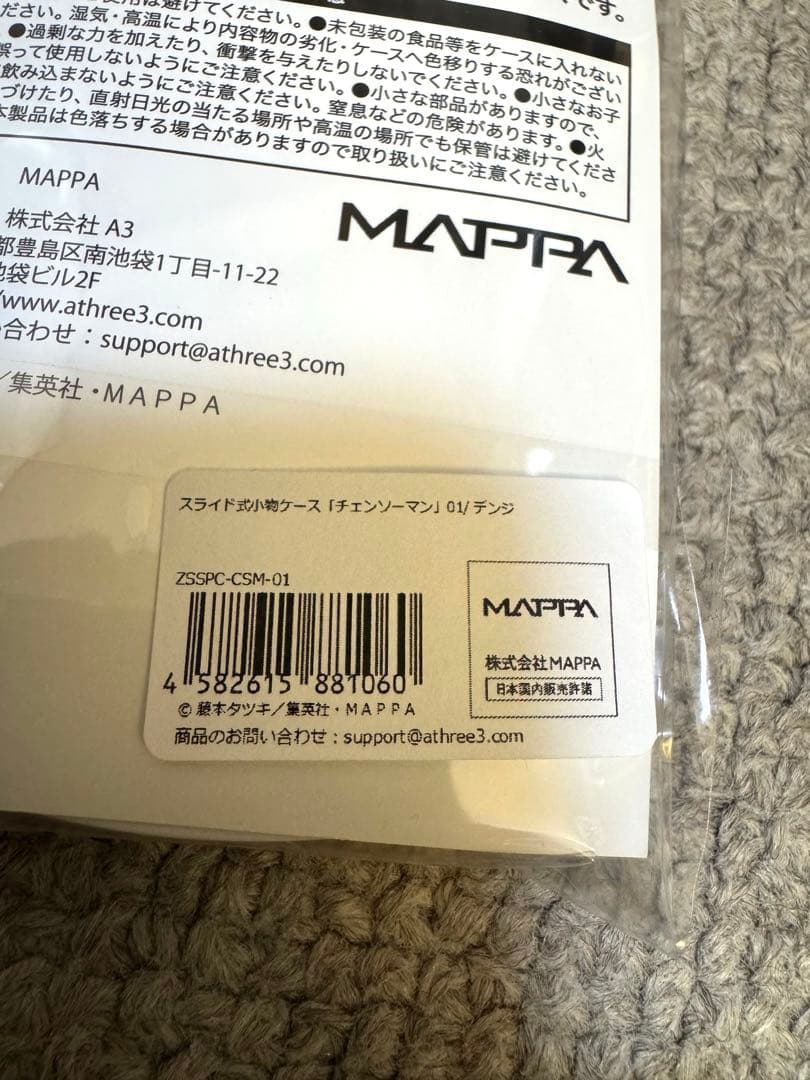 使用は避けてください。●未包装の食品等をケースに入れない
ださい。湿気・高温により内容物の劣化・ケースへ色移りする恐れがござい
●過剰な力を加えたり、衝撃を与えたりしないでください。●小さなお子
誤って使用しないようにご注意ください。●小さな部品がありますので、
飲み込まないようにご注意ください。窒息などの危険があります。●火
づけたり、直射日光の当たる場所や高温の場所でも保管は避けてくださ
本製品は色落ちする場合がありますので取り扱いにご注意ください。
MAPPA
MAPPA
株式会社 A3
都豊島区南池袋1丁目-11-22
池袋ビル2F
/www.athree3.com
い合わせ：support@athree3.com
／集英社・MAPPA
スライド式小物ケース「チェンソーマン」01/デンジ
ZSSPC-CSM-01
4 582615 881060
©藤本タツキ／集英社・MAPPA
商品のお問い合わせ：support@athree3.com
MAPPA
株式会社MAPPA
日本国内販売許諾